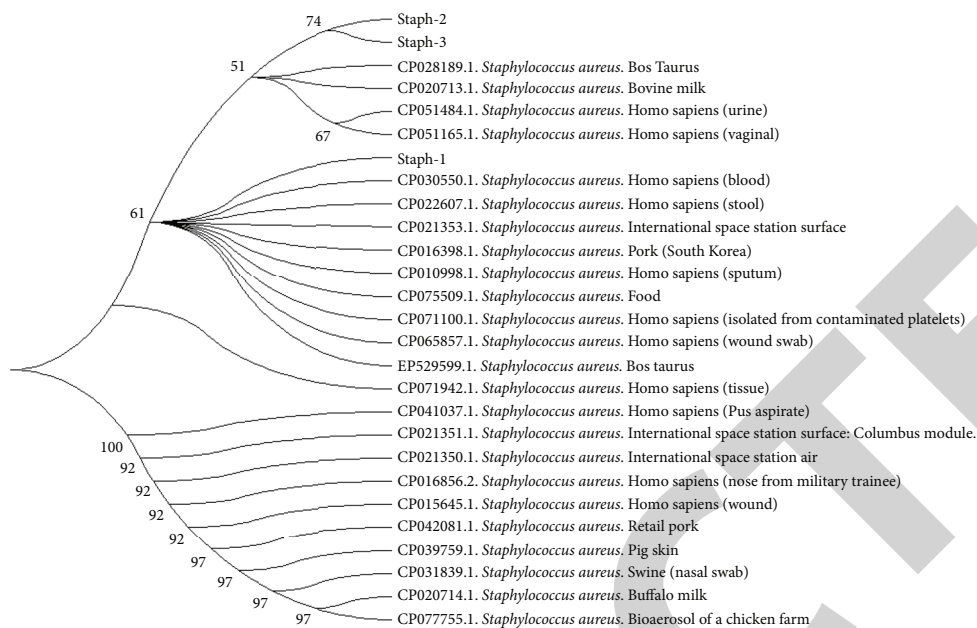 74
Staph-2
Staph-3
51
CP028189.1. Staphylococcus aureus. Bos Taurus
CP020713.1. Staphylococcus aureus. Bovine milk
CP051484.1. Staphylococcus aureus. Homo sapiens (urine)
67
CP051165.1. Staphylococcus aureus. Homo sapiens (vaginal)
Staph-1
CP030550.1. Staphylococcus aureus. Homo sapiens (blood)
CP022607.1. Staphylococcus aureus. Homo sapiens (stool)
61
CP021353.1. Staphylococcus aureus. International space station surface
CP016398.1. Staphylococcus aureus. Pork (South Korea)
CP010998.1. Staphylococcus aureus. Homo sapiens (sputum)
CP075509.1. Staphylococcus aureus. Food
CP071100.1. Staphylococcus aureus. Homo sapiens (isolated from contaminated platelets)
CP065857.1. Staphylococcus aureus. Homo sapiens (wound swab)
EP529599.1. Staphylococcus aureus. Bos taurus
CP071942.1. Staphylococcus aureus. Homo sapiens (tissue)
CP041037.1. Staphylococcus aureus. Homo sapiens (Pus aspirate)
100
CP021351.1. Staphylococcus aureus. International space station surface: Columbus module.
92
CP021350.1. Staphylococcus aureus. International space station air
92
CP016856.2. Staphylococcus aureus. Homo sapiens (nose from military trainee)
92
CP015645.1. Staphylococcus aureus. Homo sapiens (wound)
92
CP042081.1. Staphylococcus aureus. Retail pork
97
CP039759.1. Staphylococcus aureus. Pig skin
97
CP031839.1. Staphylococcus aureus. Swine (nasal swab)
97
CP020714.1. Staphylococcus aureus. Buffalo milk
97
CP077755.1. Staphylococcus aureus. Bioaerosol of a chicken farm
CTE